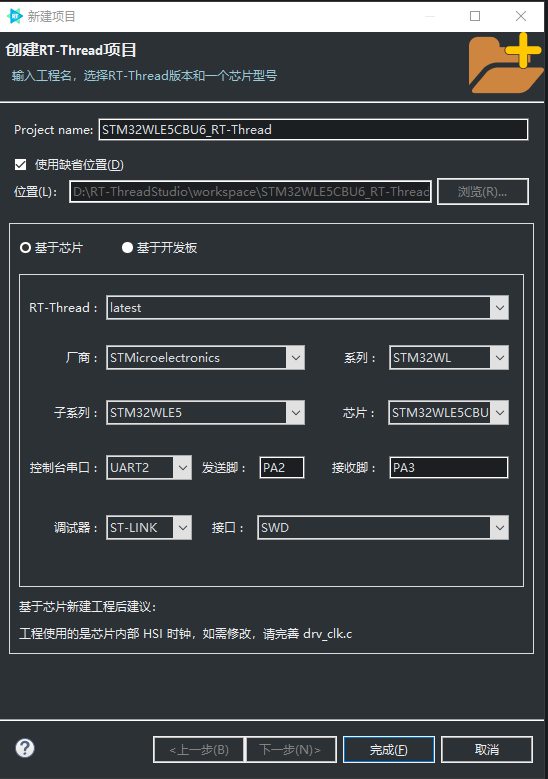 新建项目
创建RT-Thread项目
输入工程名，选择RT-Thread版本和一个芯片型号
Project name: STM32WLE5CBU6_RT-Thread
使用缺省位置(D)
位置(L): D:\RT-ThreadStudio\workspace\STM32WLE5CBU6_RT-Thread 浏览(R)...
基于芯片 基于开发板
RT-Thread : latest
厂商 : STMicroelectronics 系列 : STM32WL
子系列 : STM32WLE5 芯片 : STM32WLE5CBU
控制台串口 : UART2 发送脚 : PA2 接收脚 : PA3
调试器 : ST-LINK 接口 : SWD
基于芯片新建工程后建议:
工程使用的是芯片内部 HSI 时钟，如需修改，请完善 drv_clk.c
? <上一步(B) 下一步(N)> 完成(F) 取消